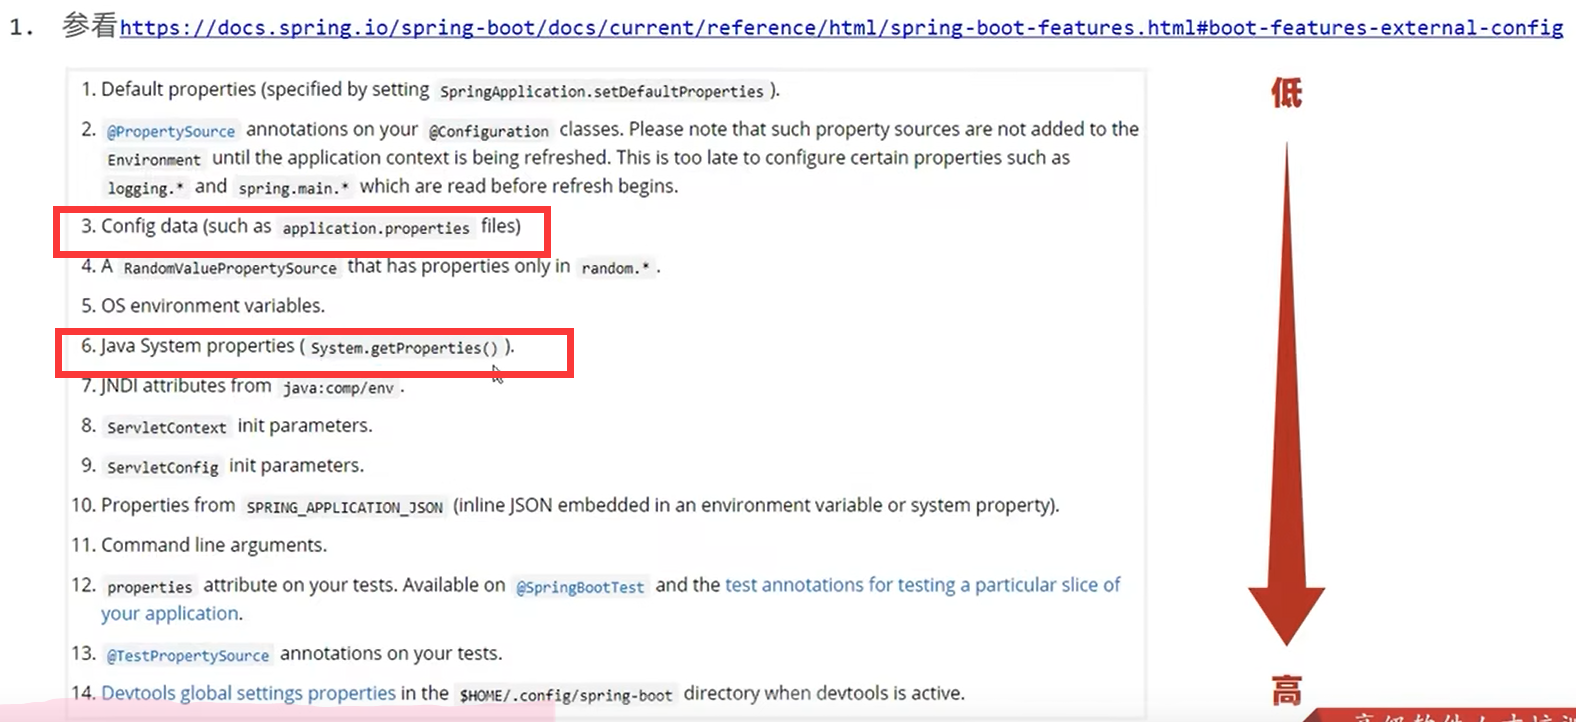 1. 参看https://docs.spring.io/spring-boot/docs/current/reference/html/spring-boot-features.html#boot-features-external-config
1. Default properties (specified by setting SpringApplication.setDefaultProperties ).
低
2. @PropertySource annotations on your @Configuration classes. Please note that such property sources are not added to the
Environment until the application context is being refreshed. This is too late to configure certain properties such as
logging.* and spring.main.* which are read before refresh begins.
3. Config data (such as application.properties files)
4. A RandomValuePropertySource that has properties only in random.* .
5. OS environment variables.
6. Java System properties ( System.getProperties() ).
7. JNDI attributes from java:comp/env .
8. ServletContext init parameters.
9. ServletConfig init parameters.
10. Properties from SPRING_APPLICATION_JSON (inline JSON embedded in an environment variable or system property).
11. Command line arguments.
12. properties attribute on your tests. Available on @SpringBootTest and the test annotations for testing a particular slice of
your application.
13. @TestPropertySource annotations on your tests.
14. Devtools global settings properties in the $HOME/.config/spring-boot directory when devtools is active.
高